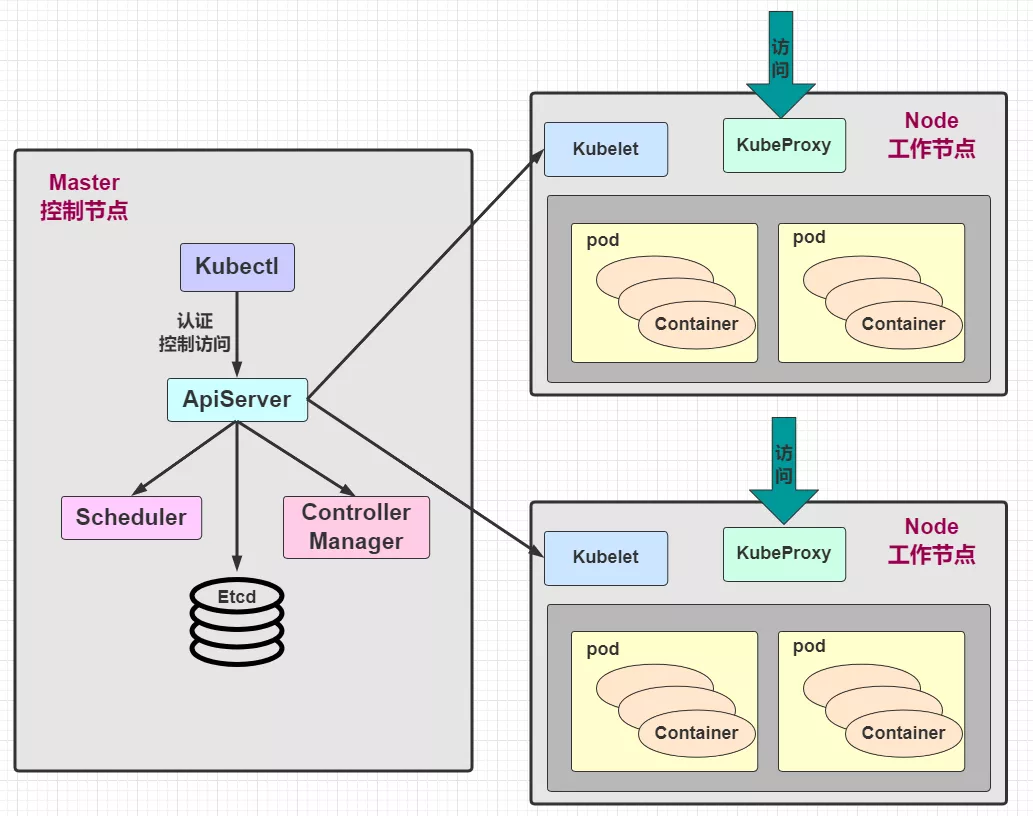 Master
控制节点
Kubectl
认证
控制访问
ApiServer
Scheduler
Controller
Manager
Etcd
访
问
Node
工作节点
Kubelet
KubeProxy
pod
Container
pod
Container
访
问
Node
工作节点
Kubelet
KubeProxy
pod
Container
pod
Container